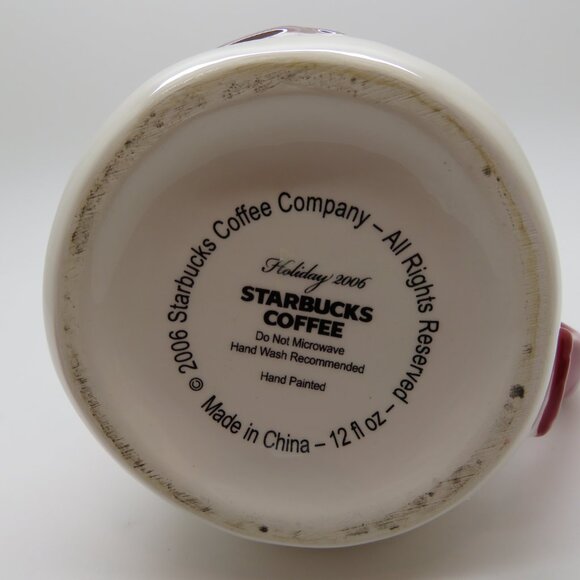 © 2006 Starbucks Coffee Company – All Rights Reserved
Holiday 2006
STARBUCKS
COFFEE
Do Not Microwave
Hand Wash Recommended
Hand Painted
Made in China – 12 fl oz –